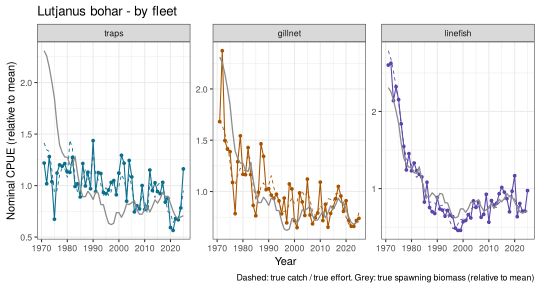 Lutjanus bohar - by fleet
traps
gillnet
linefish
Nominal CPUE (relative to mean)
2.0
1.5
1.0
0.5
2.0
1.5
1.0
2
1
1970 1980 1990 2000 2010 2020
1970 1980 1990 2000 2010 2020
1970 1980 1990 2000 2010 2020
Year
Dashed: true catch / true effort. Grey: true spawning biomass (relative to mean)